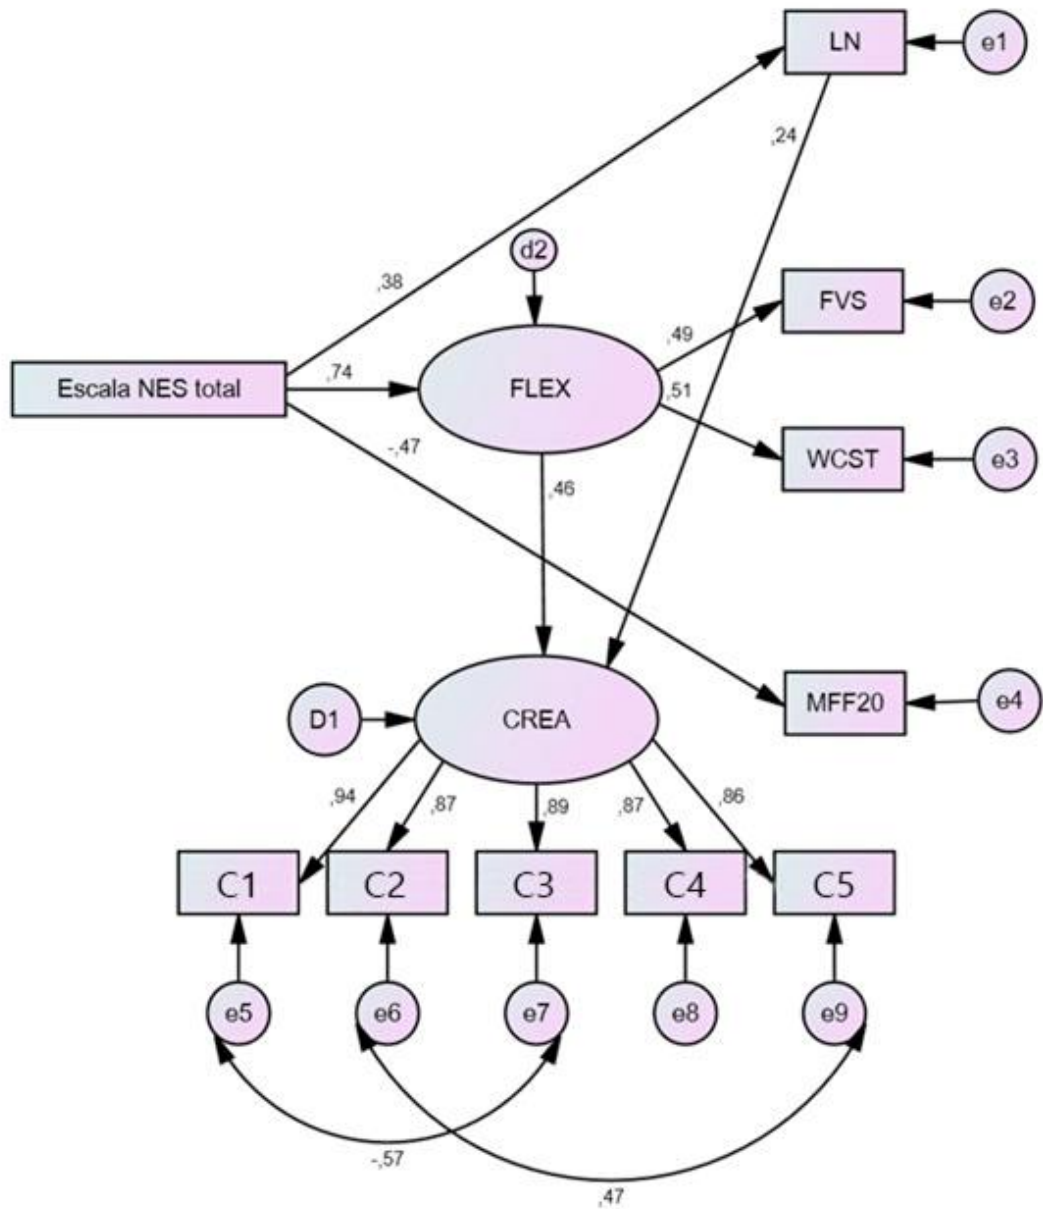 LN
e1
,24
d2
,38
FVS
e2
,49
Escala NES total
,74
FLEX
,51
-,47
WCST
e3
,46
MFF20
e4
D1
CREA
,94
,87
,89
,87
,86
C1
C2
C3
C4
C5
e5
e6
e7
e8
e9
-,57
,47